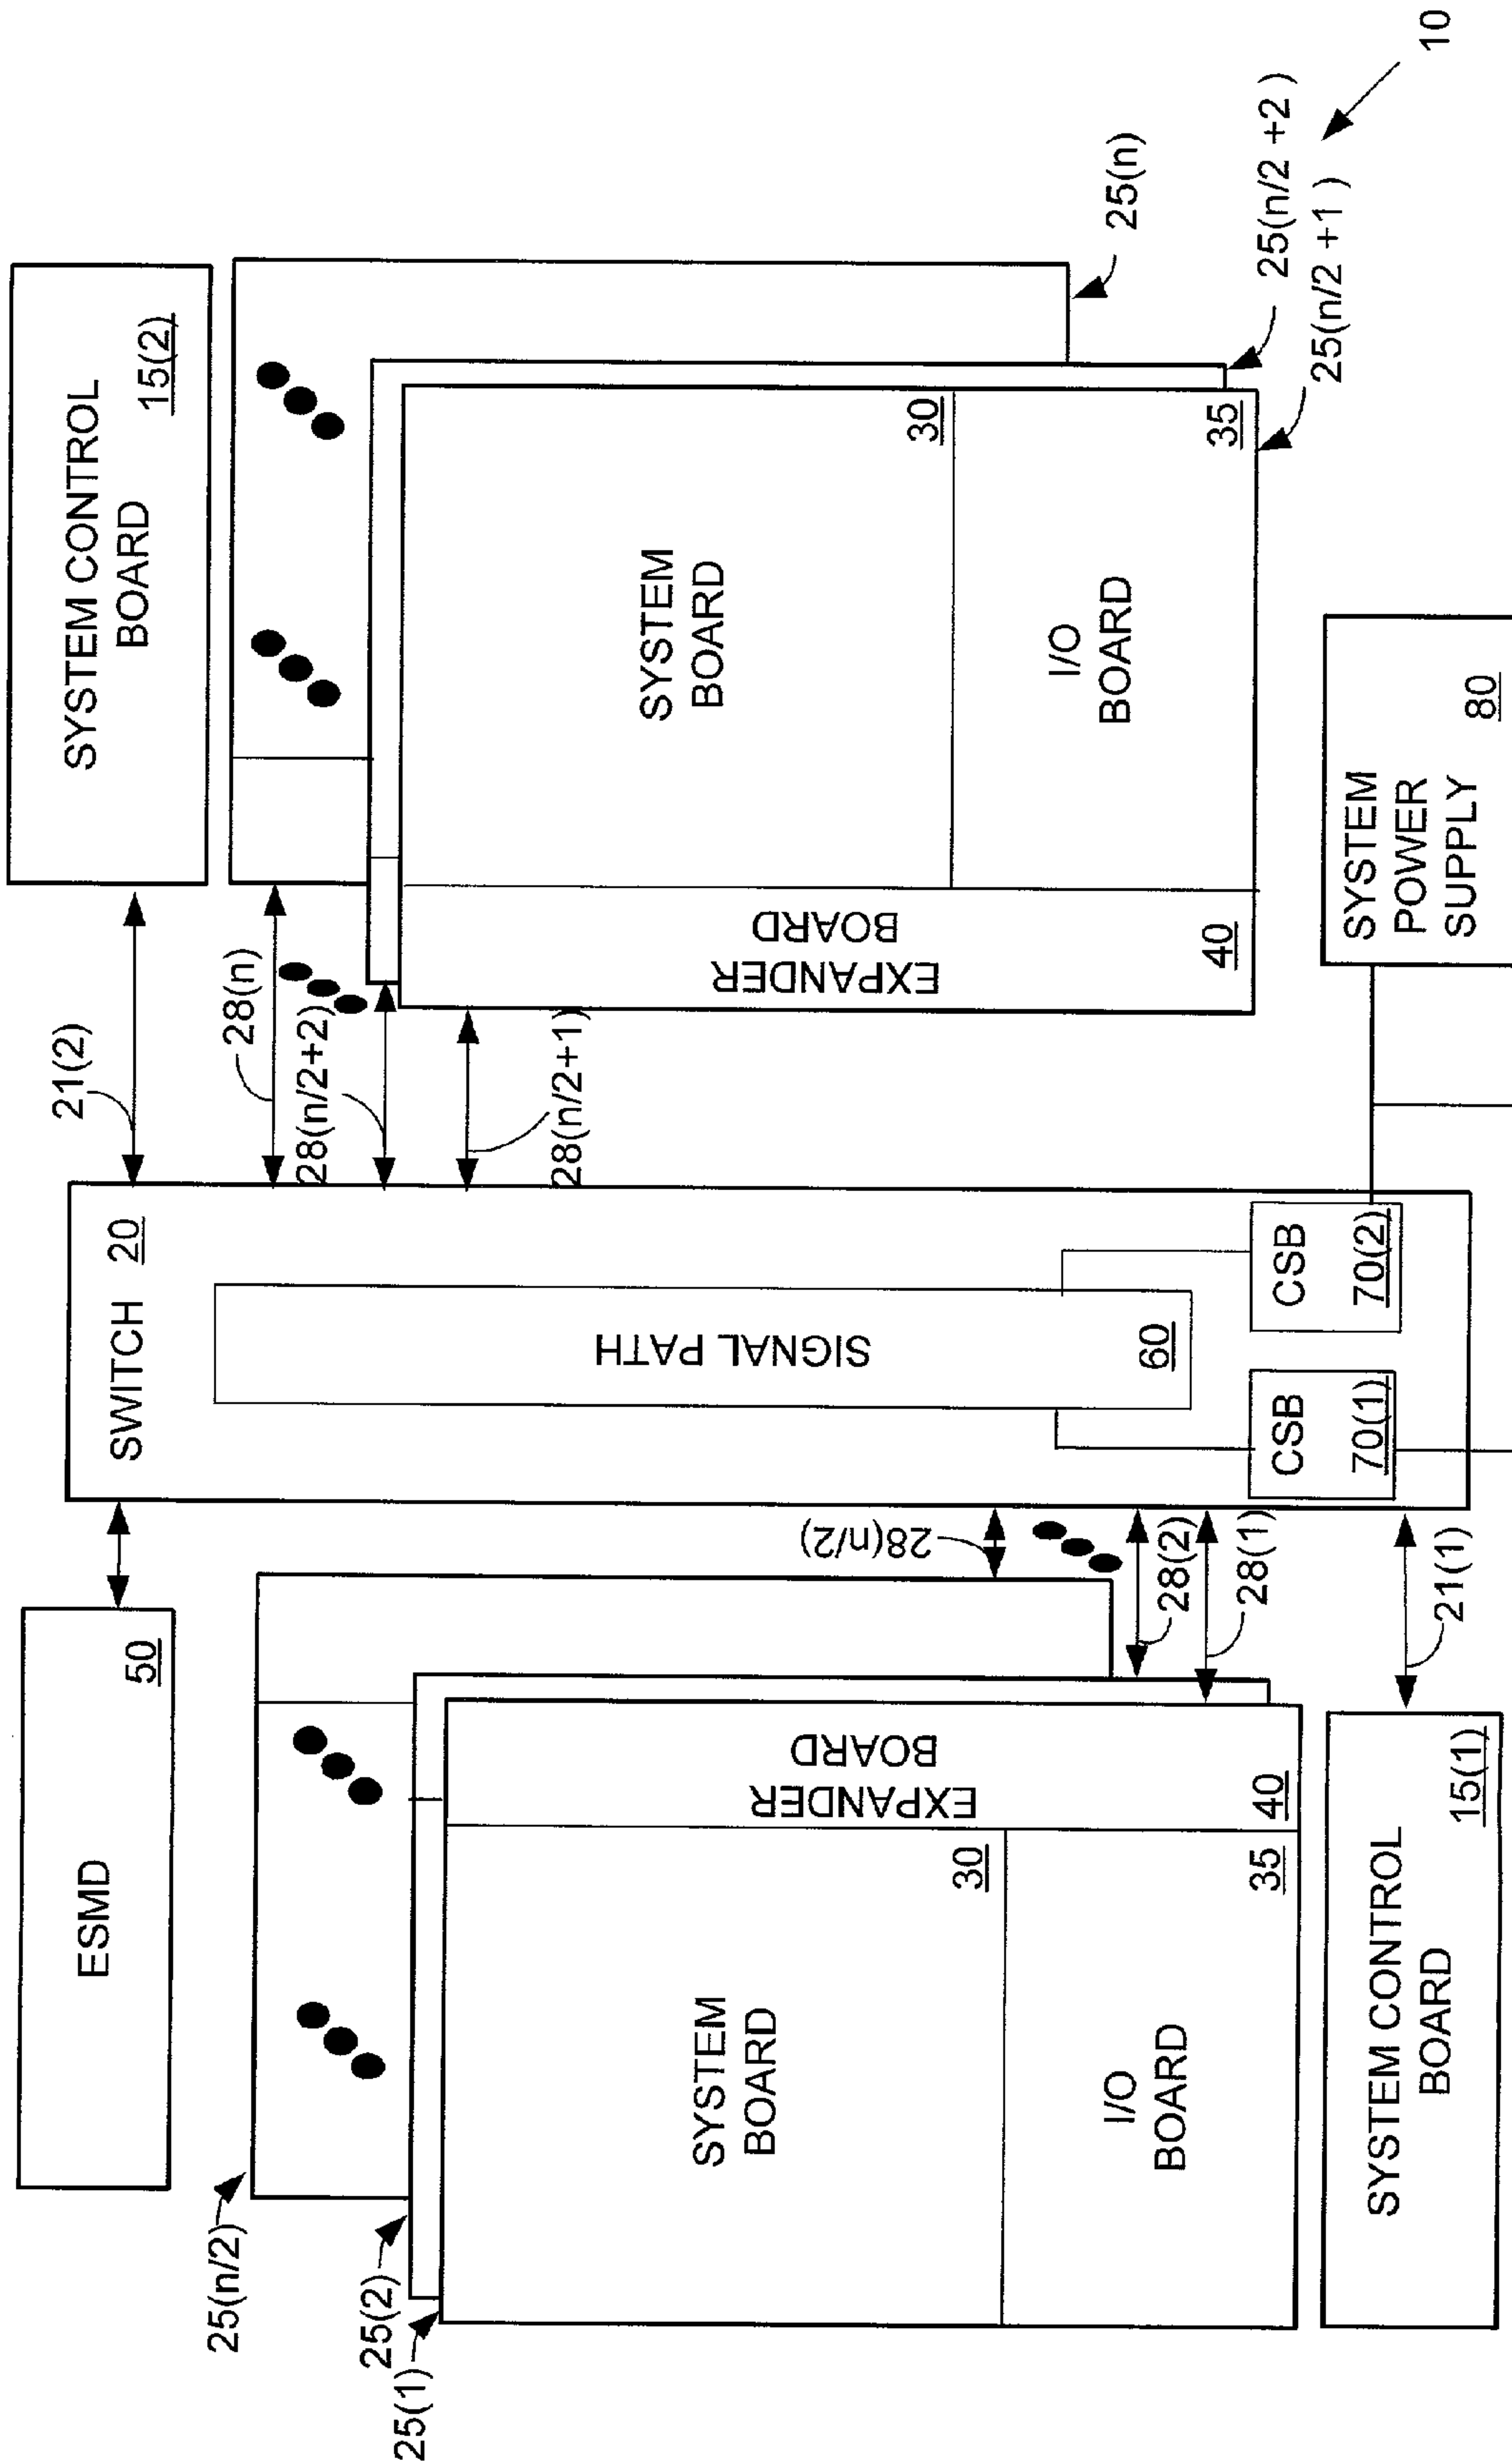 ESMD
50
SWITCH 20
21(2)
SYSTEM CONTROL
BOARD
15(2)
25(n/2)
25(2)
25(1)
28(n)
28(n/2+2)
28(n/2+1)
SYSTEM
BOARD
30
EXPANDER
BOARD
40
I/O
BOARD
35
28(n/2)
28(2)
28(1)
SIGNAL PATH
60
EXPANDER
BOARD
40
SYSTEM
BOARD
30
I/O
BOARD
35
25(n)
25(n/2 +2 )
25(n/2 +1 )
10
SYSTEM CONTROL
BOARD
15(1)
21(1)
CSB
70(1)
CSB
70(2)
SYSTEM
POWER
SUPPLY
80